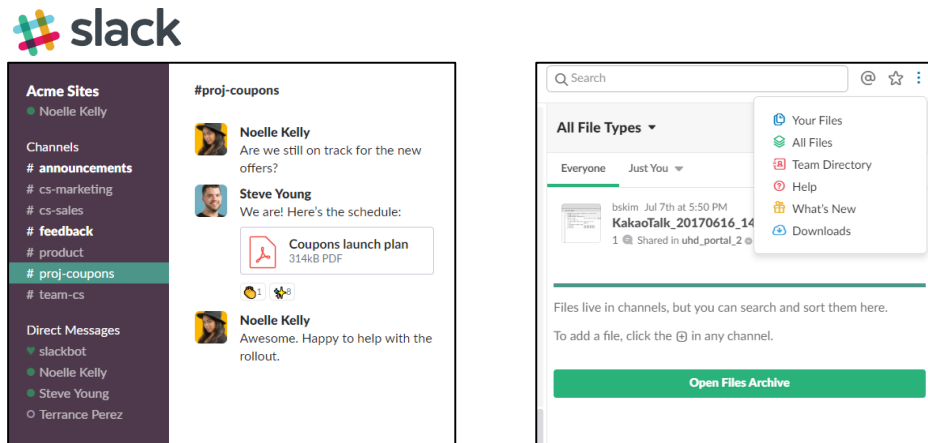 slack
Acme Sites
Noelle Kelly
Channels
# announcements
# cs-marketing
# cs-sales
# feedback
# product
# proj-coupons
# team-cs
Direct Messages
slackbot
Noelle Kelly
Steve Young
Terrance Perez
#proj-coupons
Noelle Kelly
Are we still on track for the new
offers?
Steve Young
We are! Here's the schedule:
Coupons launch plan
314kB PDF
1 8
Noelle Kelly
Awesome. Happy to help with the
rollout.
Search
All File Types
Everyone Just You
bskim Jul 7th at 5:50 PM
KakaoTalk_20170616_14
1 Shared in uhd_portal_2
Your Files
All Files
Team Directory
Help
What's New
Downloads
Files live in channels, but you can search and sort them here.
To add a file, click the in any channel.
Open Files Archive